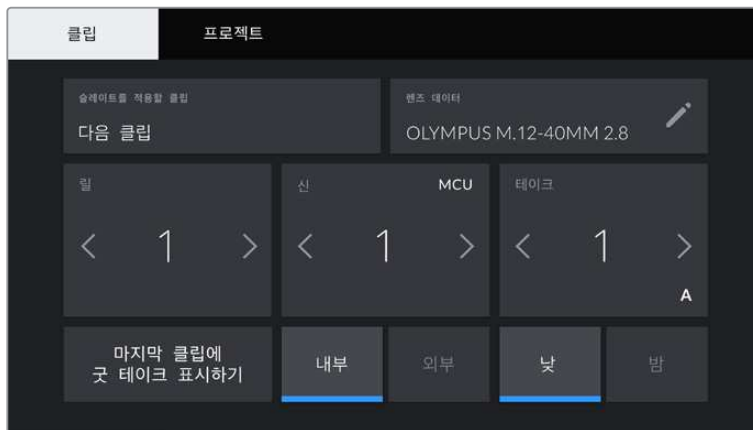 클립 프로젝트
슬레이트를 적용할 클립 렌즈 데이터
다음 클립 OLYMPUS M.12-40MM 2.8
릴 신 MCU 테이크
1 1 1
A
마지막 클립에
굿 테이크 표시하기
내부 외부 낮 밤